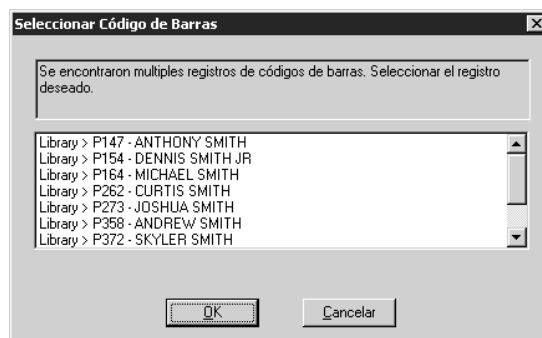 Seleccionar Código de Barras
Se encontraron multiples registros de códigos de barras. Seleccionar el registro
deseado.
Library > P147 - ANTHONY SMITH
Library > P154 - DENNIS SMITH JR
Library > P164 - MICHAEL SMITH
Library > P262 - CURTIS SMITH
Library > P273 - JOSHUA SMITH
Library > P358 - ANDREW SMITH
Library > P372 - SKYLER SMITH
OK
Cancelar